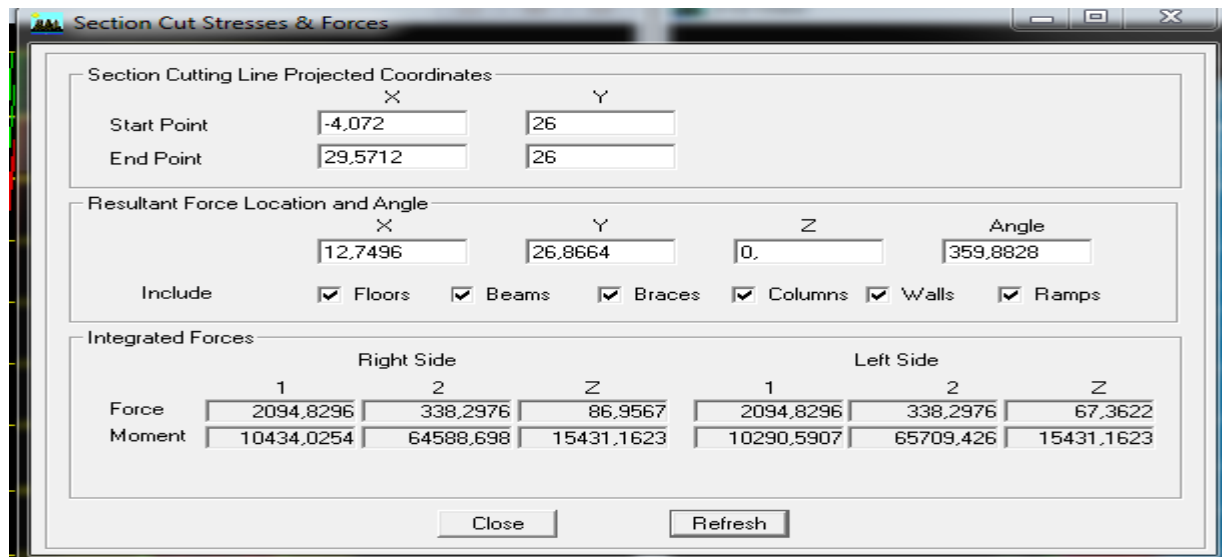 Section Cut Stresses & Forces
Section Cutting Line Projected Coordinates
X Y
Start Point -4,072 26
End Point 29,5712 26
Resultant Force Location and Angle
X Y Z Angle
12,7496 26,8664 0, 359,8828
Include Floors Beams Braces Columns Walls Ramps
Integrated Forces
Right Side Left Side
1 2 Z 1 2 Z
Force 2094,8296 338,2976 86,9567 2094,8296 338,2976 67,3622
Moment 10434,0254 64588,698 15431,1623 10290,5907 65709,426 15431,1623
Close Refresh